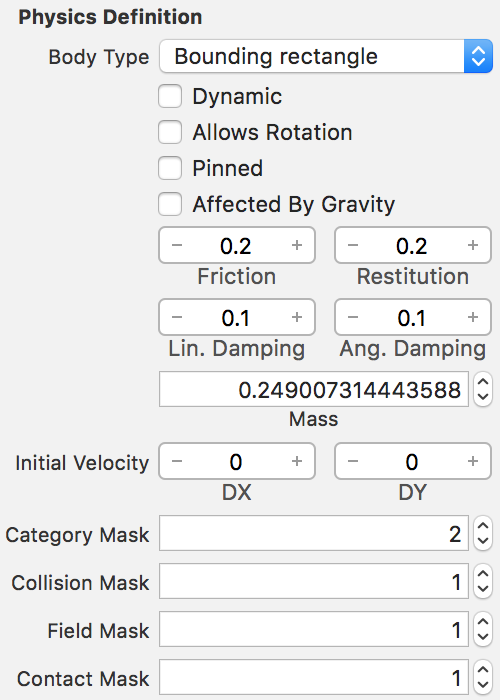 Physics Definition
Body Type Bounding rectangle
Dynamic
Allows Rotation
Pinned
Affected By Gravity
− 0.2 + − 0.2 +
Friction Restitution
− 0.1 + − 0.1 +
Lin. Damping Ang. Damping
0.249007314443588
Mass
Initial Velocity − 0 + − 0 +
DX DY
Category Mask 2
Collision Mask 1
Field Mask 1
Contact Mask 1